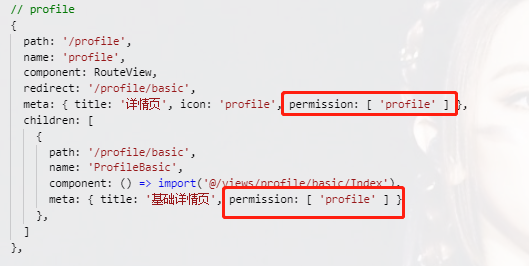 // profile
{
path: '/profile',
name: 'profile',
component: RouteView,
redirect: '/profile/basic',
meta: { title: '详情页', icon: 'profile', permission: [ 'profile' ] },
children: [
{
path: '/profile/basic',
name: 'ProfileBasic',
component: () => import('@/views/profile/basic/Index'),
meta: { title: '基础详情页', permission: [ 'profile' ] }
},
]
},